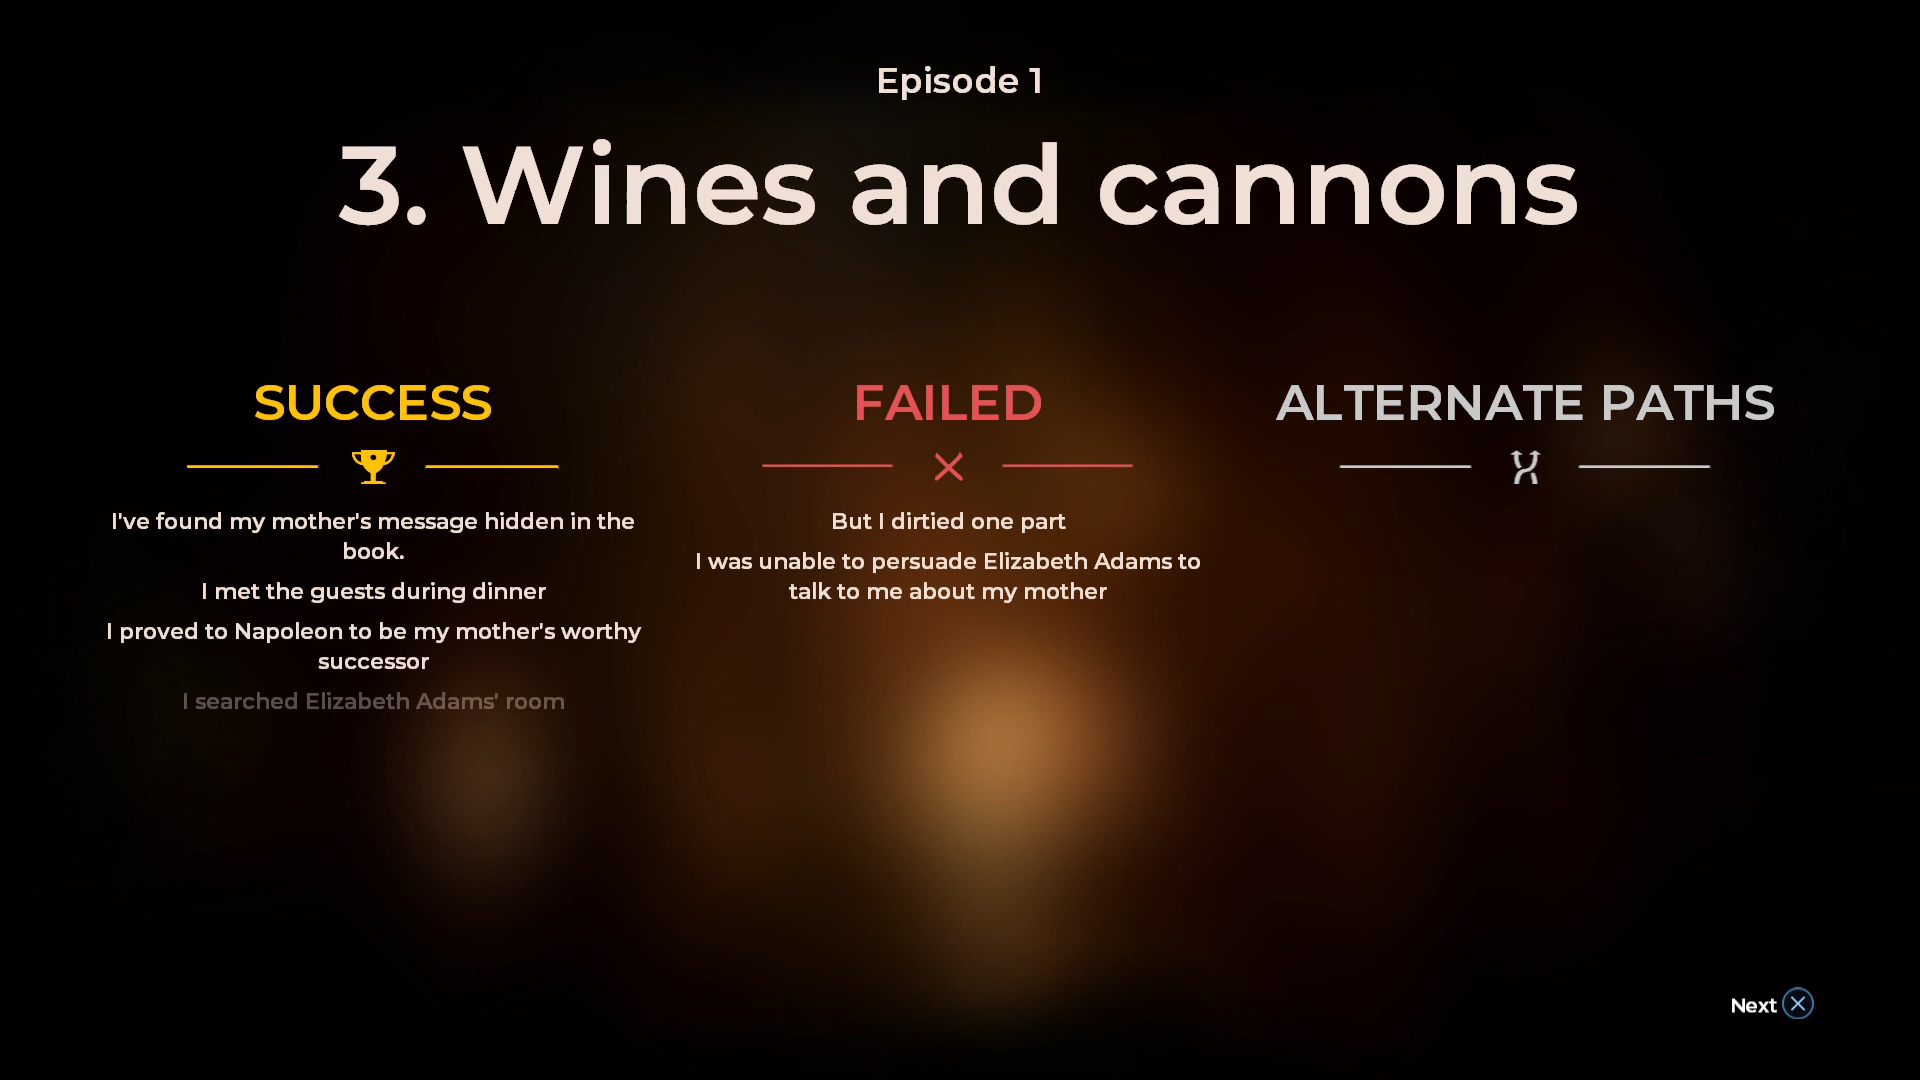 Episode 1
3. Wines and cannons
SUCCESS
I've found my mother's message hidden in the
book.
I met the guests during dinner
I proved to Napoleon to be my mother's worthy
successor
I searched Elizabeth Adams' room
FAILED
But I dirtied one part
I was unable to persuade Elizabeth Adams to
talk to me about my mother
ALTERNATE PATHS
Next